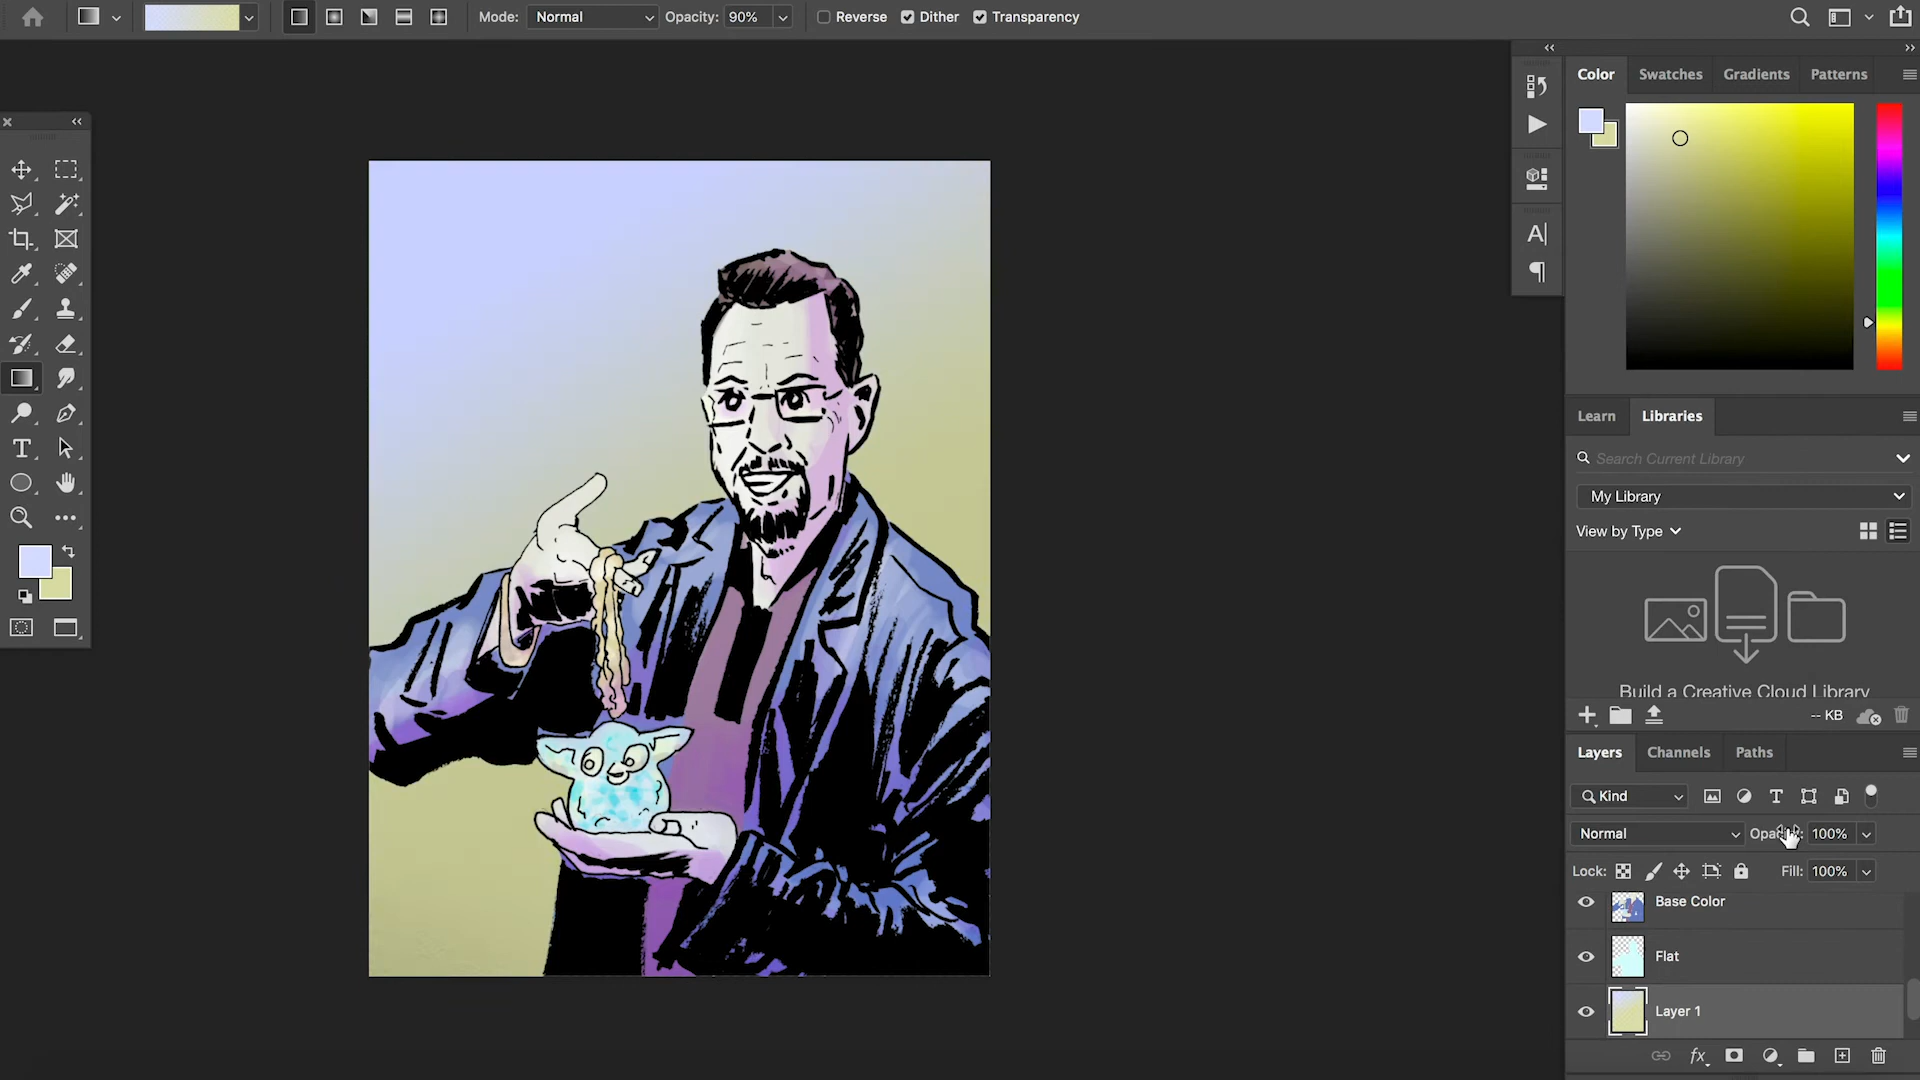 Mode: Normal Opacity: 90% Reverse Dither Transparency
Color Swatches Gradients Patterns
Learn Libraries
Search Current Library
My Library
View by Type
Build a Creative Cloud Library
-- KB
Layers Channels Paths
Kind
Normal 100%
Lock: Fill: 100%
Base Color
Flat
Layer 1
fx